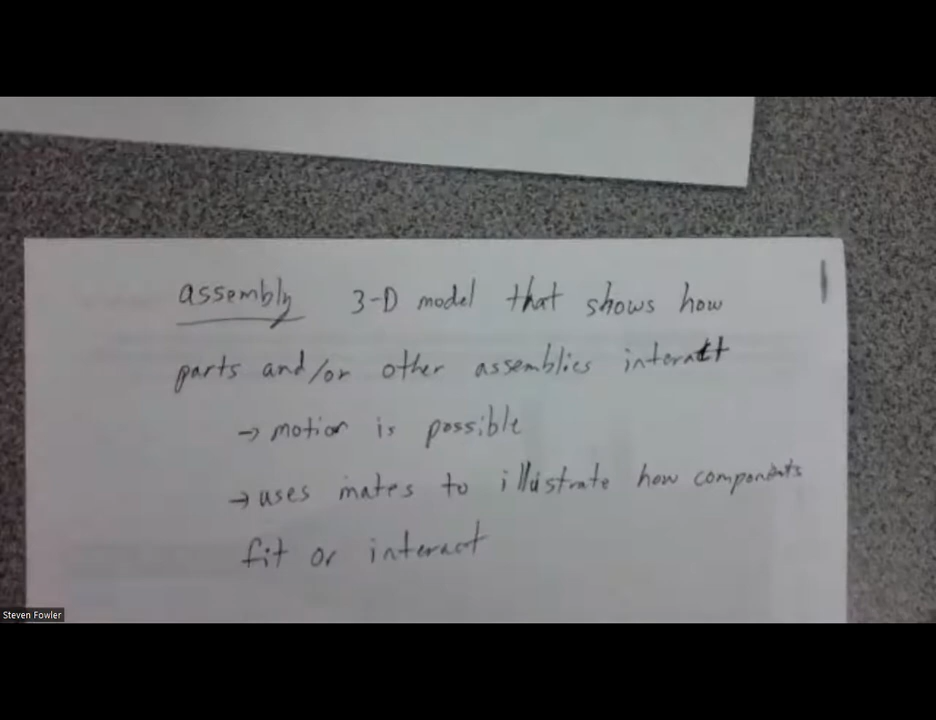 assembly 3-D model that shows how
parts and/or other assemblies interact
→ motion is possible
→ uses mates to illustrate how components
fit or interact
Steven Fowler